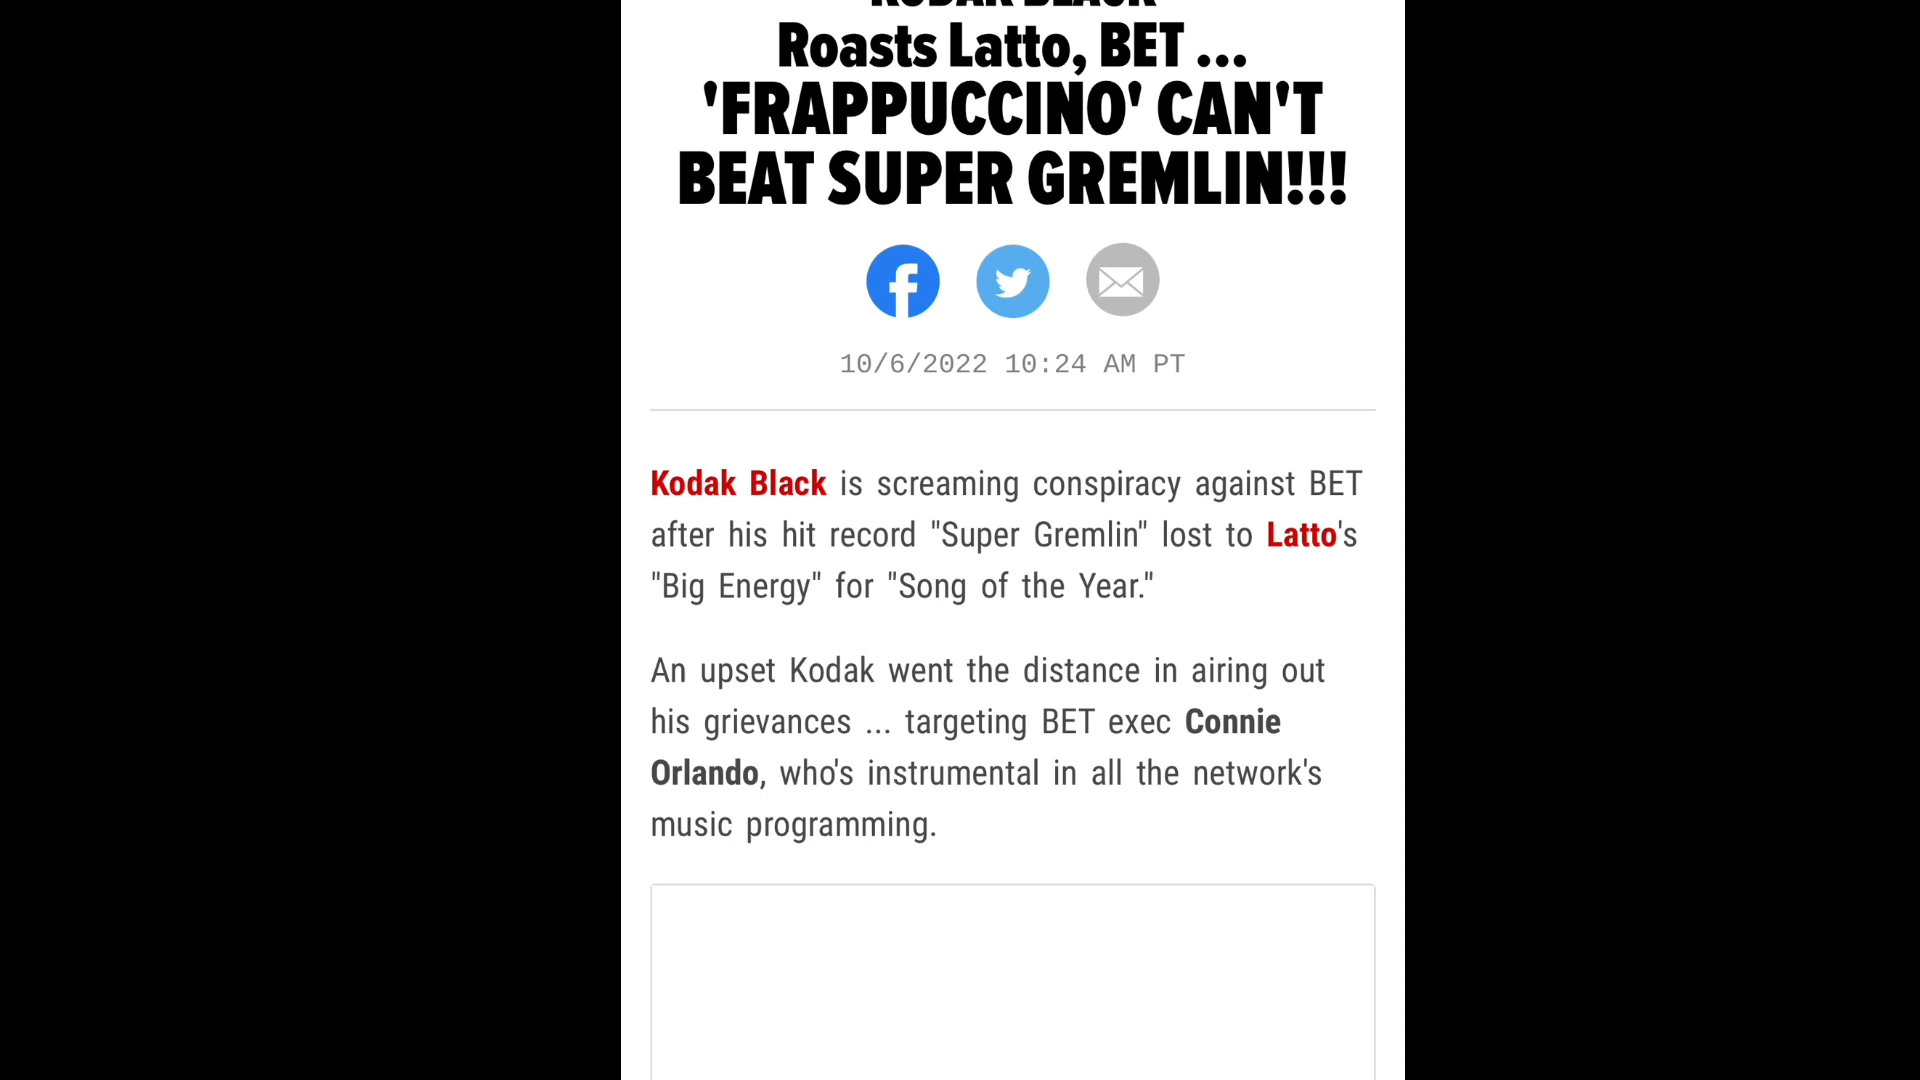 KODAK BLACK
Roasts Latto, BET ...
'FRAPPUCCINO' CAN'T
BEAT SUPER GREMLIN!!!
10/6/2022 10:24 AM PT
Kodak Black is screaming conspiracy against BET
after his hit record "Super Gremlin" lost to Latto's
"Big Energy" for "Song of the Year."
An upset Kodak went the distance in airing out
his grievances ... targeting BET exec Connie
Orlando, who's instrumental in all the network's
music programming.